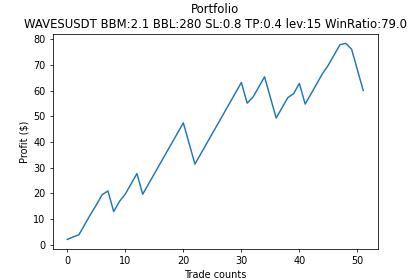 Portfolio
WAVESUSDT BBM:2.1 BBL:280 SL:0.8 TP:0.4 lev:15 WinRatio:79.0
80
70
60
50
40
30
20
10
0
Profit ($)
0 10 20 30 40 50
Trade counts